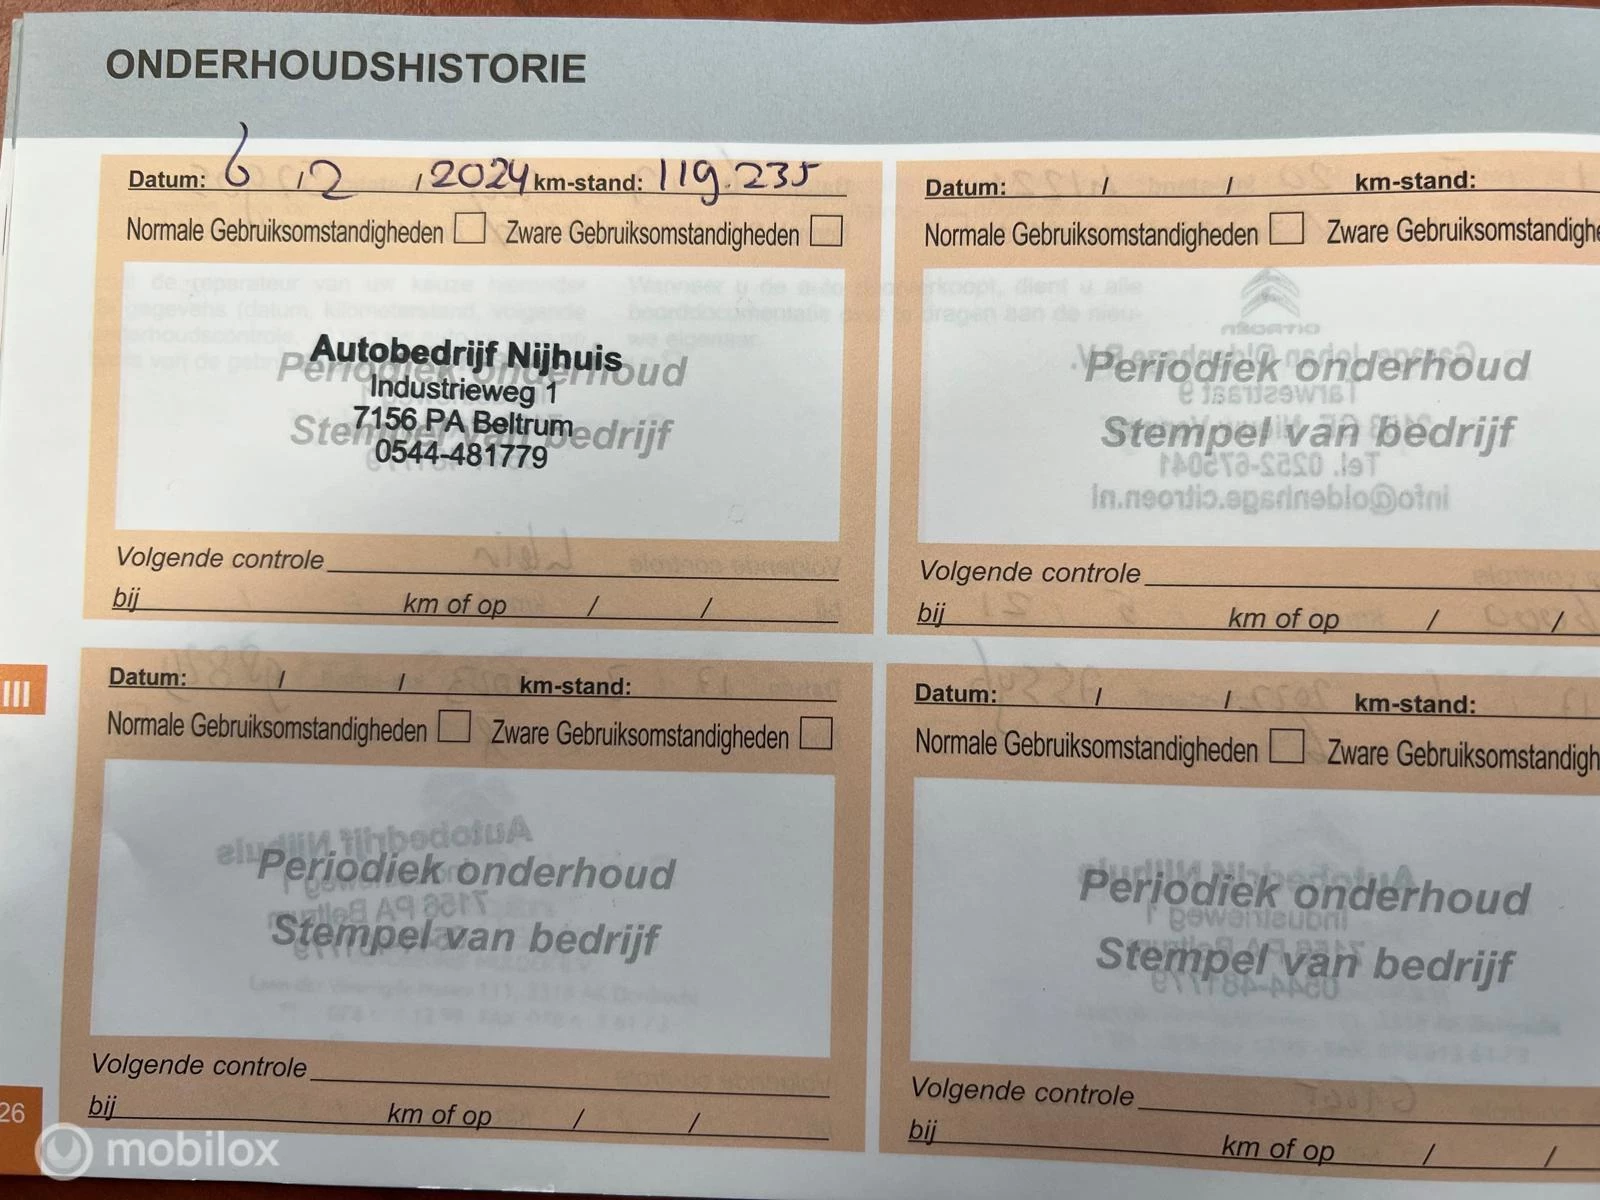 ONDERHOUDSHISTORIE
Datum: 6 / 2 / 2024 km-stand: 119.235
Normale Gebruiksomstandigheden Zware Gebruiksomstandigheden
Periodiek onderhoud
Stempel van bedrijf
Autobedrijf Nijhuis
Industrieweg 1
7156 PA Beltrum
0544-481779
Volgende controle
bij km of op / /
Datum: / / km-stand:
Normale Gebruiksomstandigheden Zware Gebruiksomstandighe
Periodiek onderhoud
Stempel van bedrijf
Volgende controle
bij km of op / /
III
Datum: / / km-stand:
Normale Gebruiksomstandigheden Zware Gebruiksomstandigheden
Periodiek onderhoud
Stempel van bedrijf
Volgende controle
bij km of op / /
Datum: / / km-stand:
Normale Gebruiksomstandigheden Zware Gebruiksomstandigh
Periodiek onderhoud
Stempel van bedrijf
Volgende controle
bij km of op / /
26
mobilox